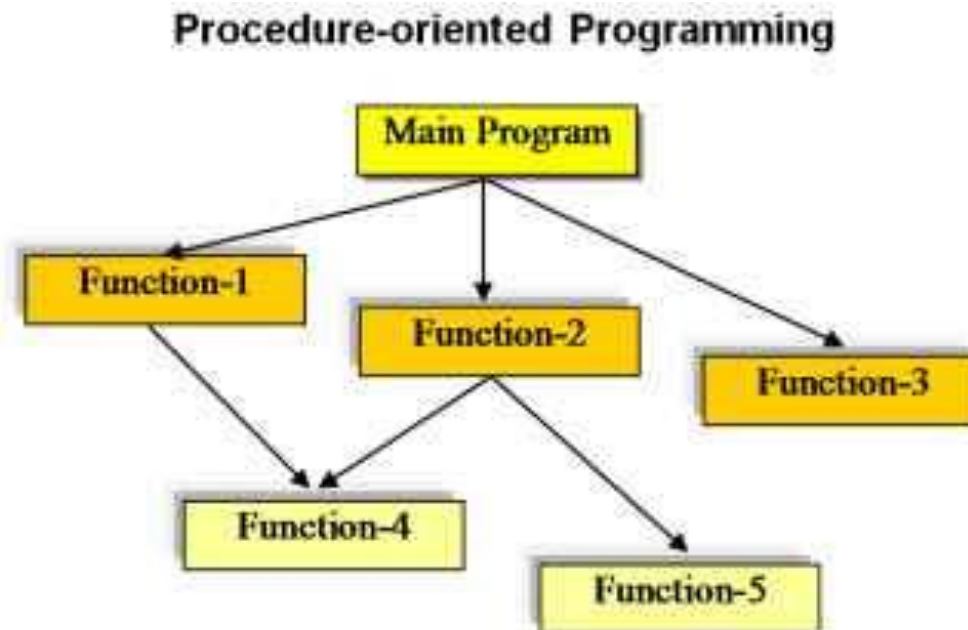 Procedure-oriented Programming
Main Program
Function-1
Function-2
Function-3
Function-4
Function-5